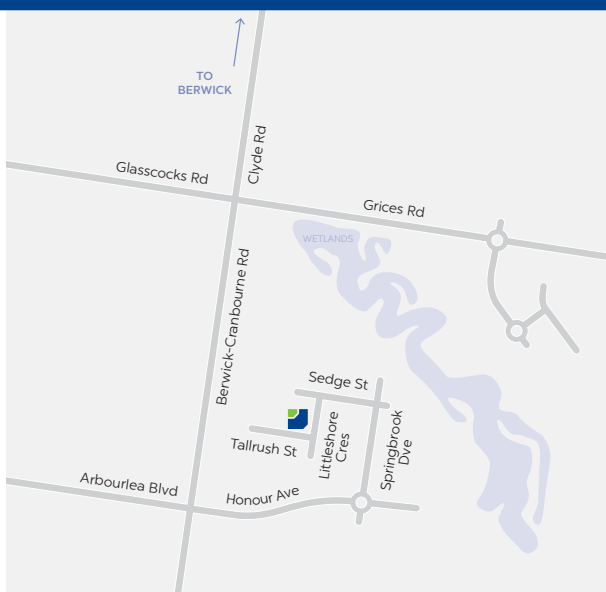 TO
BERWICK
Clyde Rd
Glasscocks Rd
Grices Rd
WETLANDS
Berwick-Cranbourne Rd
Sedge St
Littleshore
Cres
Springbrook
Dve
Tallrush St
Arbourlea Blvd
Honour Ave